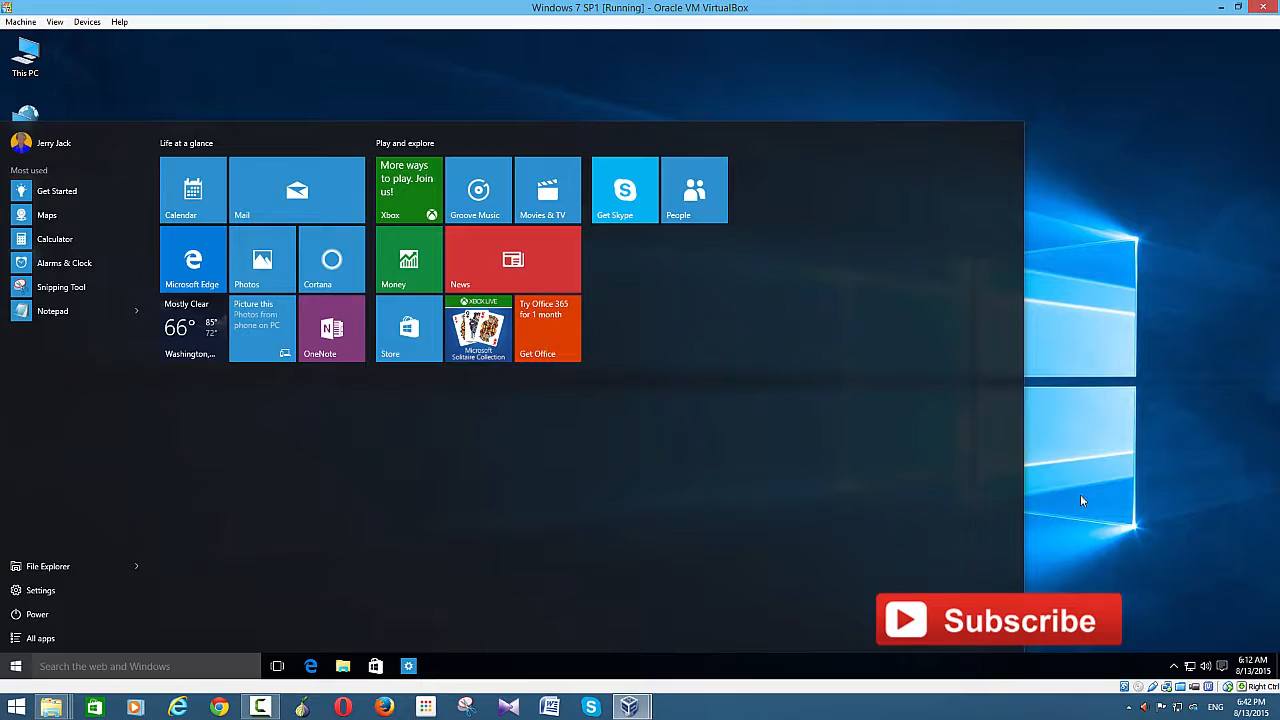 Windows 7 SP1 [Running] - Oracle VM VirtualBox
Machine View Devices Help
This PC
Jerry Jack
Most used
Get Started
Maps
Calculator
Alarms & Clock
Snipping Tool
Notepad
File Explorer
Settings
Power
All apps
Life at a glance
Calendar
Mail
Microsoft Edge
Photos
Cortana
Mostly Clear
66° 85°
72°
Washington,...
Picture this
Photos from
phone on PC
OneNote
Play and explore
More ways
to play. Join
us!
Xbox
Groove Music
Movies & TV
Money
News
Store
XBOX LIVE
Microsoft
Solitaire Collection
Try Office 365
for 1 month
Get Office
Get Skype
People
Subscribe
Search the web and Windows
6:12 AM
8/13/2015
Right Ctrl
ENG
6:42 PM
8/13/2015